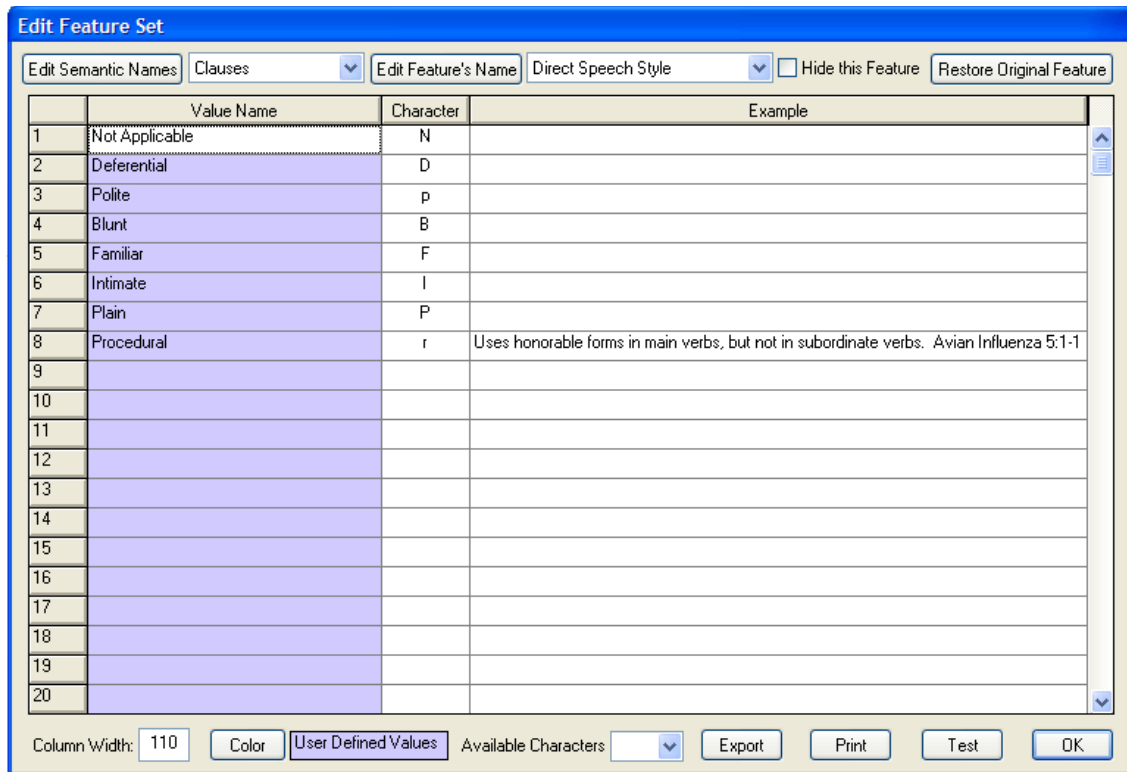 Edit Feature Set
Edit Semantic Names Clauses Edit Feature's Name Direct Speech Style Hide this Feature Restore Original Feature
Value Name Character Example
1 Not Applicable N
2 Deferential D
3 Polite p
4 Blunt B
5 Familiar F
6 Intimate I
7 Plain P
8 Procedural r Uses honorable forms in main verbs, but not in subordinate verbs. Avian Influenza 5:1-1
9
10
11
12
13
14
15
16
17
18
19
20
Column Width: 110 Color User Defined Values Available Characters Export Print Test OK